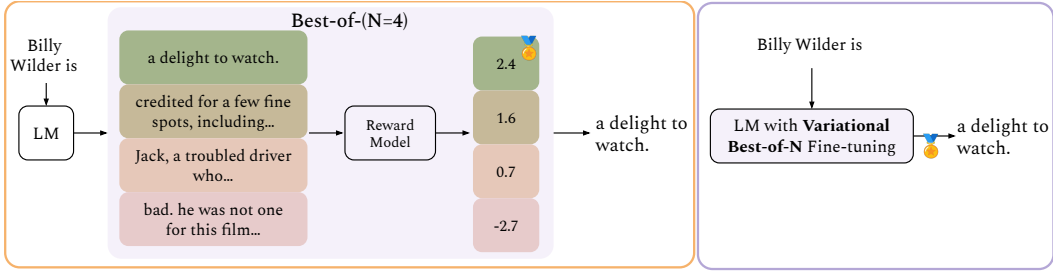 Best-of-(N=4)
Billy
Wilder is
LM
a delight to watch.
credited for a few fine
spots, including...
Jack, a troubled driver
who...
bad. he was not one
for this film...
Reward
Model
2.4
1.6
0.7
-2.7
a delight to
watch.
Billy Wilder is
LM with Variational
Best-of-N Fine-tuning
a delight to
watch.